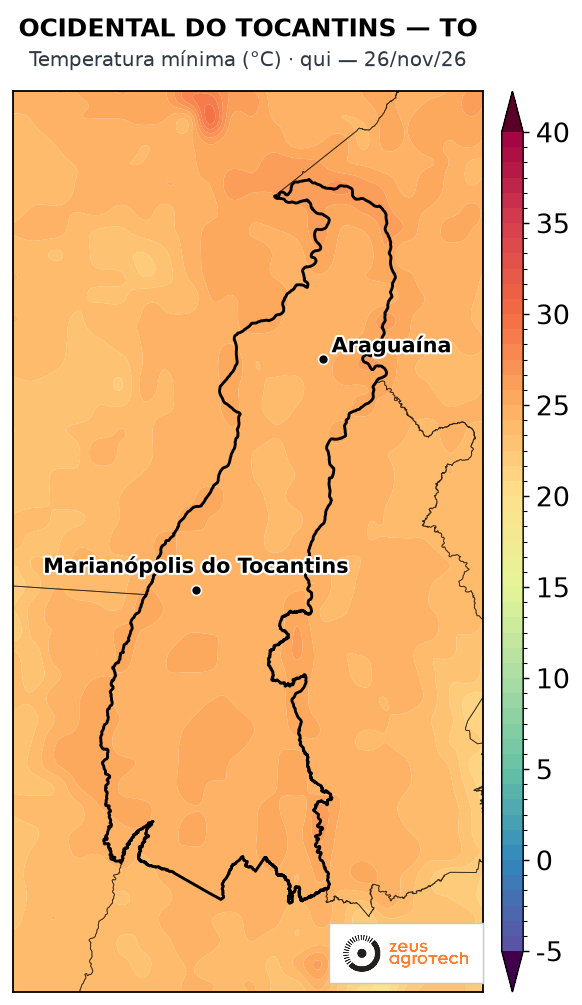 OCIDENTAL DO TOCANTINS — TO
Temperatura mínima (°C) · qui — 26/nov/26
40
35
30
25
20
15
10
5
0
-5
Araguaína
Marianópolis do Tocantins
zeus
agrotech